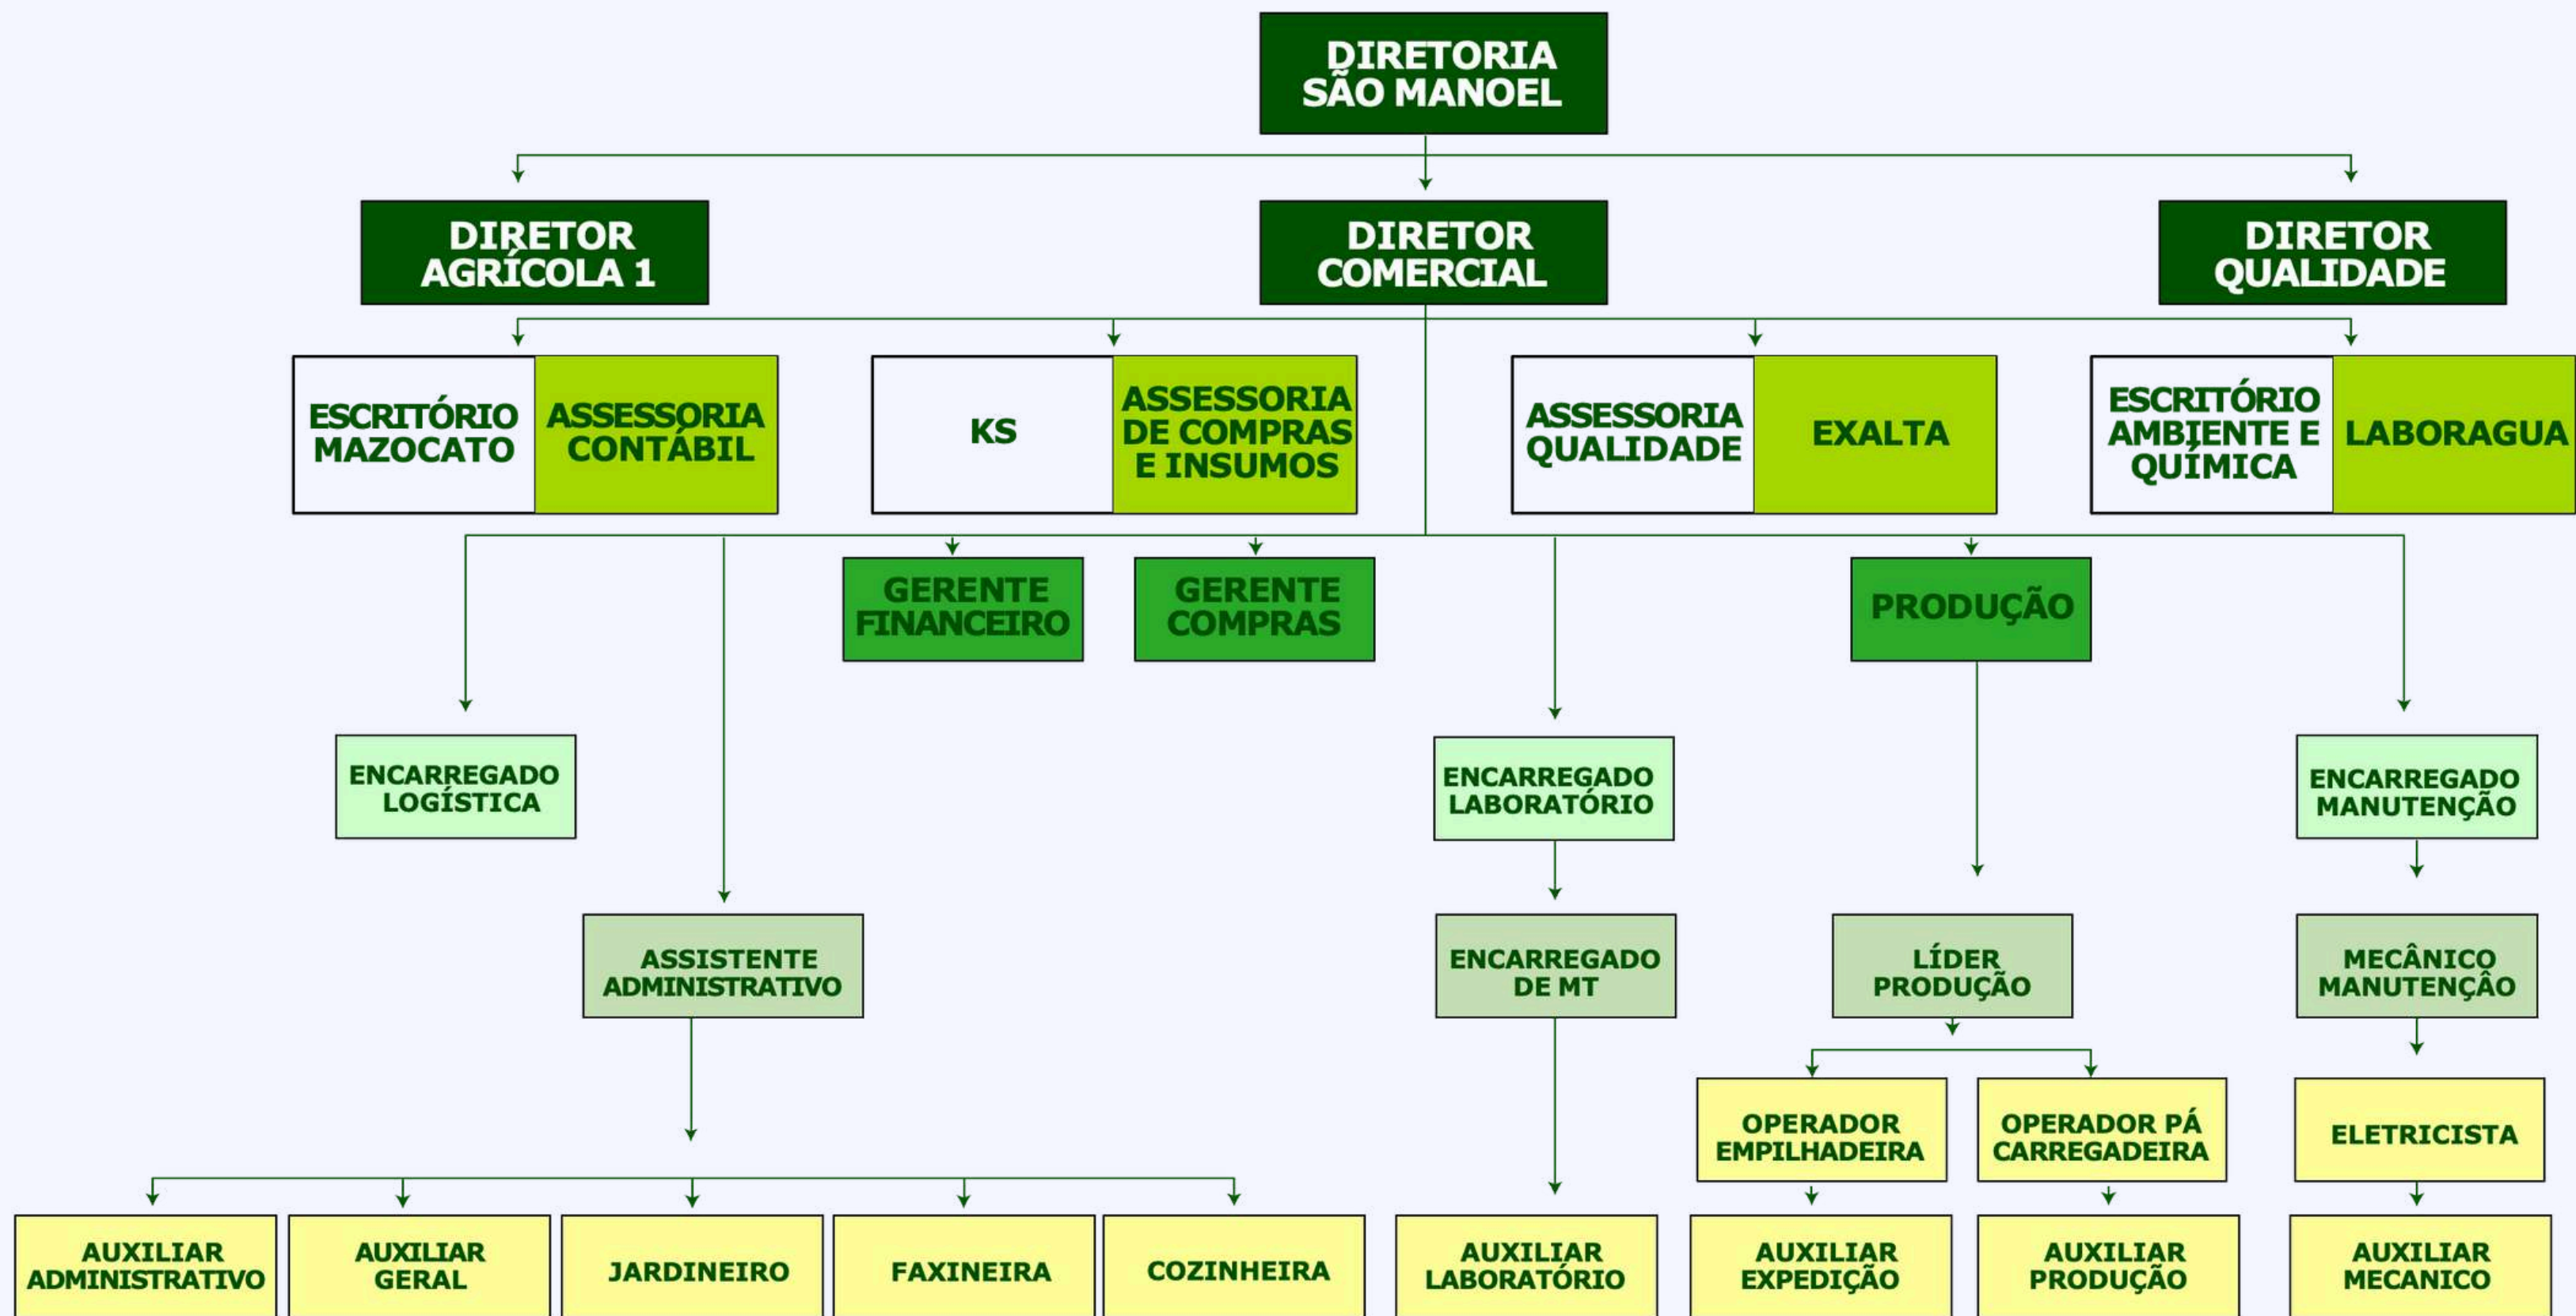 DIRETORIA
SÃO MANOEL
DIRETOR
AGRÍCOLA 1
DIRETOR
COMERCIAL
DIRETOR
QUALIDADE
ESCRITÓRIO
MAZOCATO
ASSESSORIA
CONTÁBIL
KS
ASSESSORIA
DE COMPRAS
E INSUMOS
ASSESSORIA
QUALIDADE
EXALTA
ESCRITÓRIO
AMBIENTE E
QUÍMICA
LABORAGUA
GERENTE
FINANCEIRO
GERENTE
COMPRAS
PRODUÇÃO
ENCARREGADO
LOGÍSTICA
ENCARREGADO
LABORATÓRIO
ENCARREGADO
MANUTENÇÃO
ASSISTENTE
ADMINISTRATIVO
ENCARREGADO
DE MT
LÍDER
PRODUÇÃO
MECÂNICO
MANUTENÇÂO
OPERADOR
EMPILHADEIRA
OPERADOR PÁ
CARREGADEIRA
ELETRICISTA
AUXILIAR
ADMINISTRATIVO
AUXILIAR
GERAL
JARDINEIRO
FAXINEIRA
COZINHEIRA
AUXILIAR
LABORATÓRIO
AUXILIAR
EXPEDIÇÃO
AUXILIAR
PRODUÇÃO
AUXILIAR
MECANICO